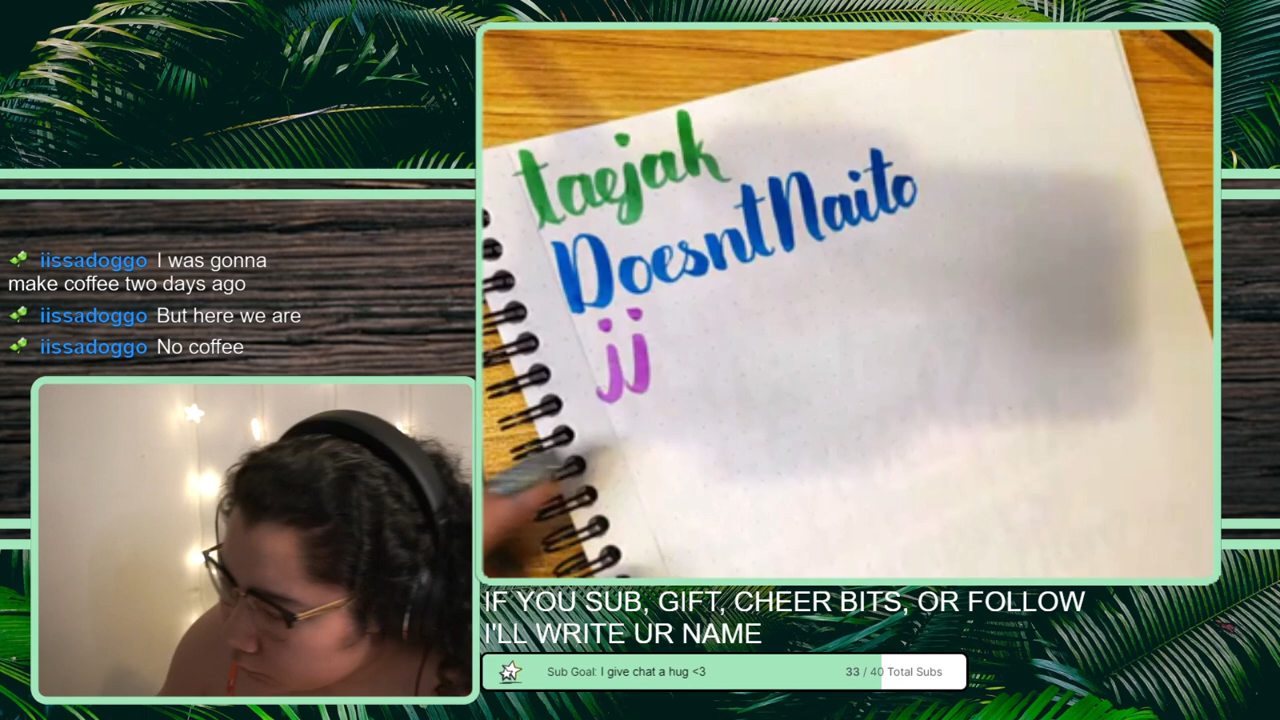 iissadoggo I was gonna
make coffee two days ago
iissadoggo But here we are
iissadoggo No coffee
taejak
DoesntNaito
jj
IF YOU SUB, GIFT, CHEER BITS, OR FOLLOW
I'LL WRITE UR NAME
Sub Goal: I give chat a hug <3 33 / 40 Total Subs